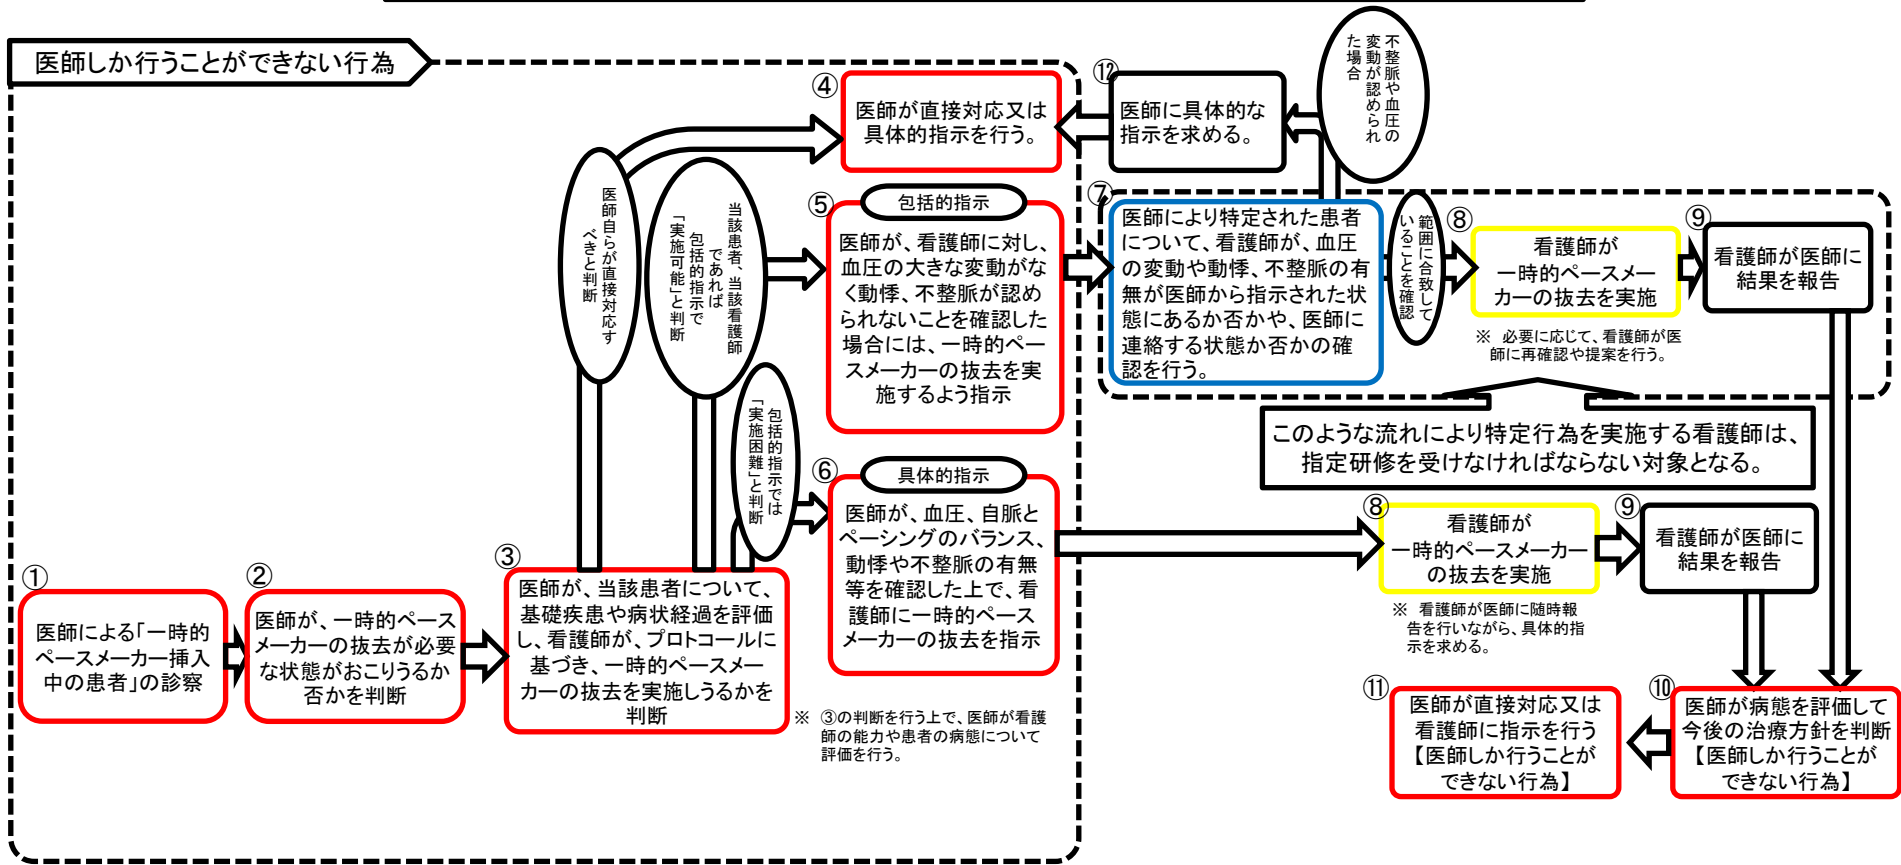 医師しか行うことができない行為
①
医師による「一時的
ペースメーカー挿入
中の患者」の診察
②
医師が、一時的ペース
メーカーの抜去が必要
な状態がおこりうるか
否かを判断
③
医師が、当該患者について、
基礎疾患や病状経過を評価
し、看護師が、プロトコールに
基づき、一時的ペースメー
カーの抜去を実施しうるかを
判断
※ ③の判断を行う上で、医師が看護
師の能力や患者の病態について
評価を行う。
医師自らが直接対応す
べきと判断
当該患者、当該看護師
であれば
包括的指示で
「実施可能」と判断
包括的指示では
「実施困難」と判断
④
医師が直接対応又は
具体的指示を行う。
⑤
包括的指示
医師が、看護師に対し、
血圧の大きな変動がな
く動悸、不整脈が認め
られないことを確認した
場合には、一時的ペー
スメーカーの抜去を実
施するよう指示
⑥
具体的指示
医師が、血圧、自脈と
ペーシングのバランス、
動悸や不整脈の有無
等を確認した上で、看
護師に一時的ペース
メーカーの抜去を指示
⑫
医師に具体的な
指示を求める。
不整脈や血圧の
変動が認められ
た場合
⑦
医師により特定された患者
について、看護師が、血圧
の変動や動悸、不整脈の有
無が医師から指示された状
態にあるか否かや、医師に
連絡する状態か否かの確
認を行う。
範囲に合致して
いることを確認
⑧
看護師が
一時的ペースメー
カーの抜去を実施
※ 必要に応じて、看護師が医
師に再確認や提案を行う。
⑨
看護師が医師に
結果を報告
このような流れにより特定行為を実施する看護師は、
指定研修を受けなければならない対象となる。
⑧
看護師が
一時的ペースメーカー
の抜去を実施
※ 看護師が医師に随時報
告を行いながら、具体的指
示を求める。
⑨
看護師が医師に
結果を報告
⑩
医師が病態を評価して
今後の治療方針を判断
【医師しか行うことが
できない行為】
⑪
医師が直接対応又は
看護師に指示を行う
【医師しか行うことが
できない行為】